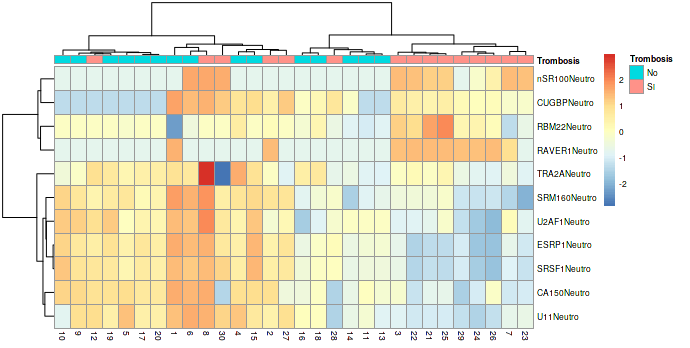 Trombosis
nSR100Neutro
CUGBPNeutro
RBM22Neutro
RAVER1Neutro
TRA2ANeutro
SRM160Neutro
U2AF1Neutro
ESRP1Neutro
SRSF1Neutro
CA150Neutro
U11Neutro
10 9 12 19 5 17 20 1 6 8 30 4 15 2 27 16 18 28 14 11 13 3 22 21 25 29 24 26 7 23
2
1
0
-1
-2
Trombosis
No
SI